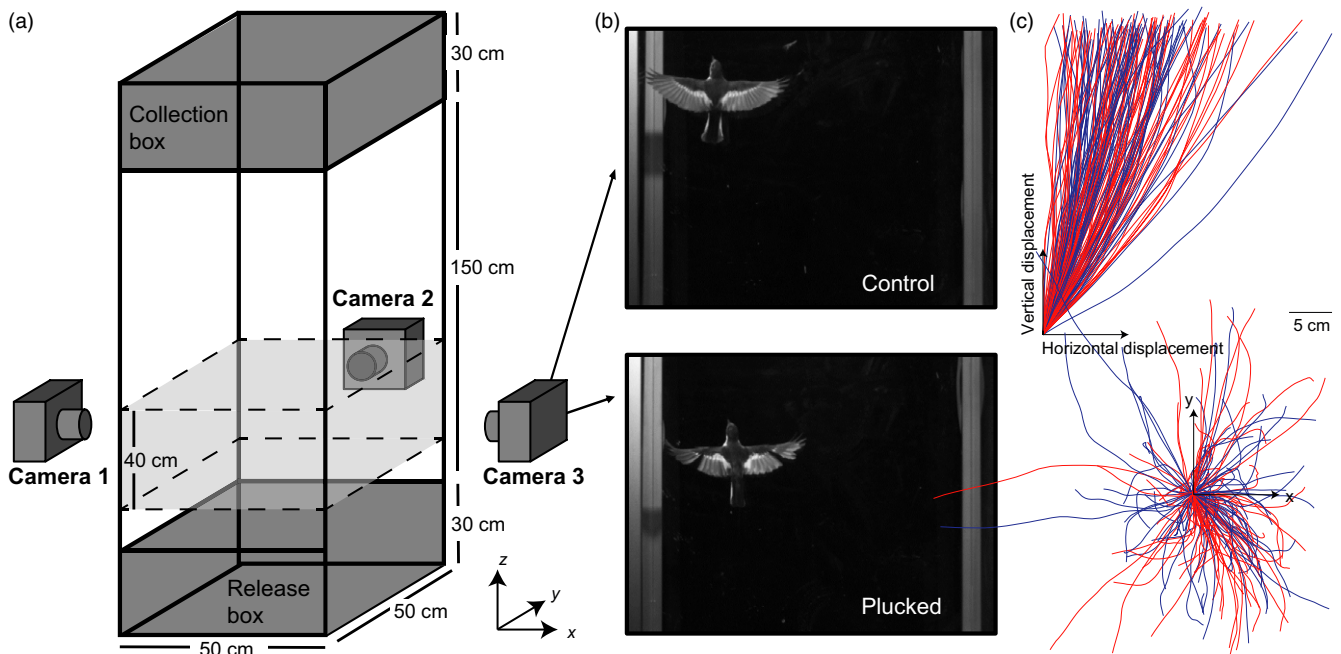 (a)
30 cm
Collection
box
150 cm
Camera 2
Camera 1
40 cm
Camera 3
30 cm
Release
box
50 cm
50 cm
z
y
x
(b)
Control
Plucked
(c)
Vertical displacement
Horizontal displacement
5 cm
y
x